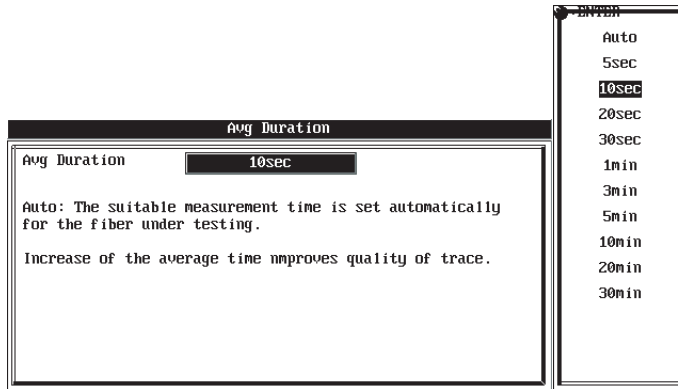 Avg Duration
Avg Duration 10sec
Auto: The suitable measurement time is set automatically
for the fiber under testing.
Increase of the average time nmproves quality of trace.
ENTER
Auto
5sec
10sec
20sec
30sec
1min
3min
5min
10min
20min
30min